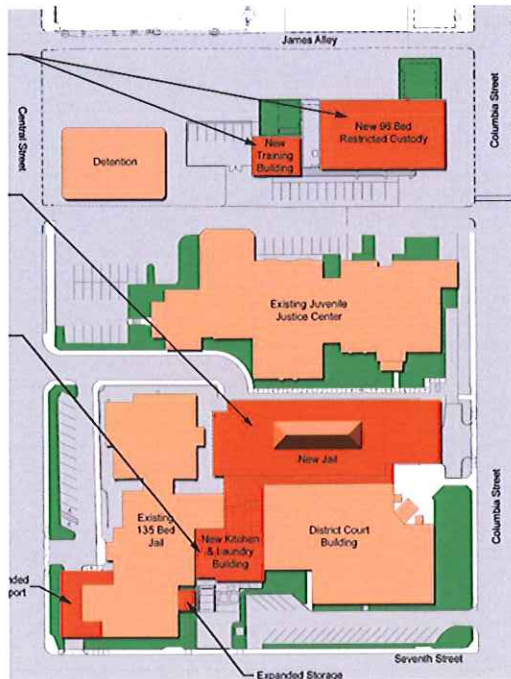 James Alley
Central Street
Columbia Street
New 96 Bed
Restricted Custody
New
Training
Building
Detention
Existing Juvenile
Justice Center
New Jail
Existing
135 Bed
Jail
New Kitchen
& Laundry
Building
District Court
Building
Columbia Street
nded
port
Seventh Street
Expanded Storage